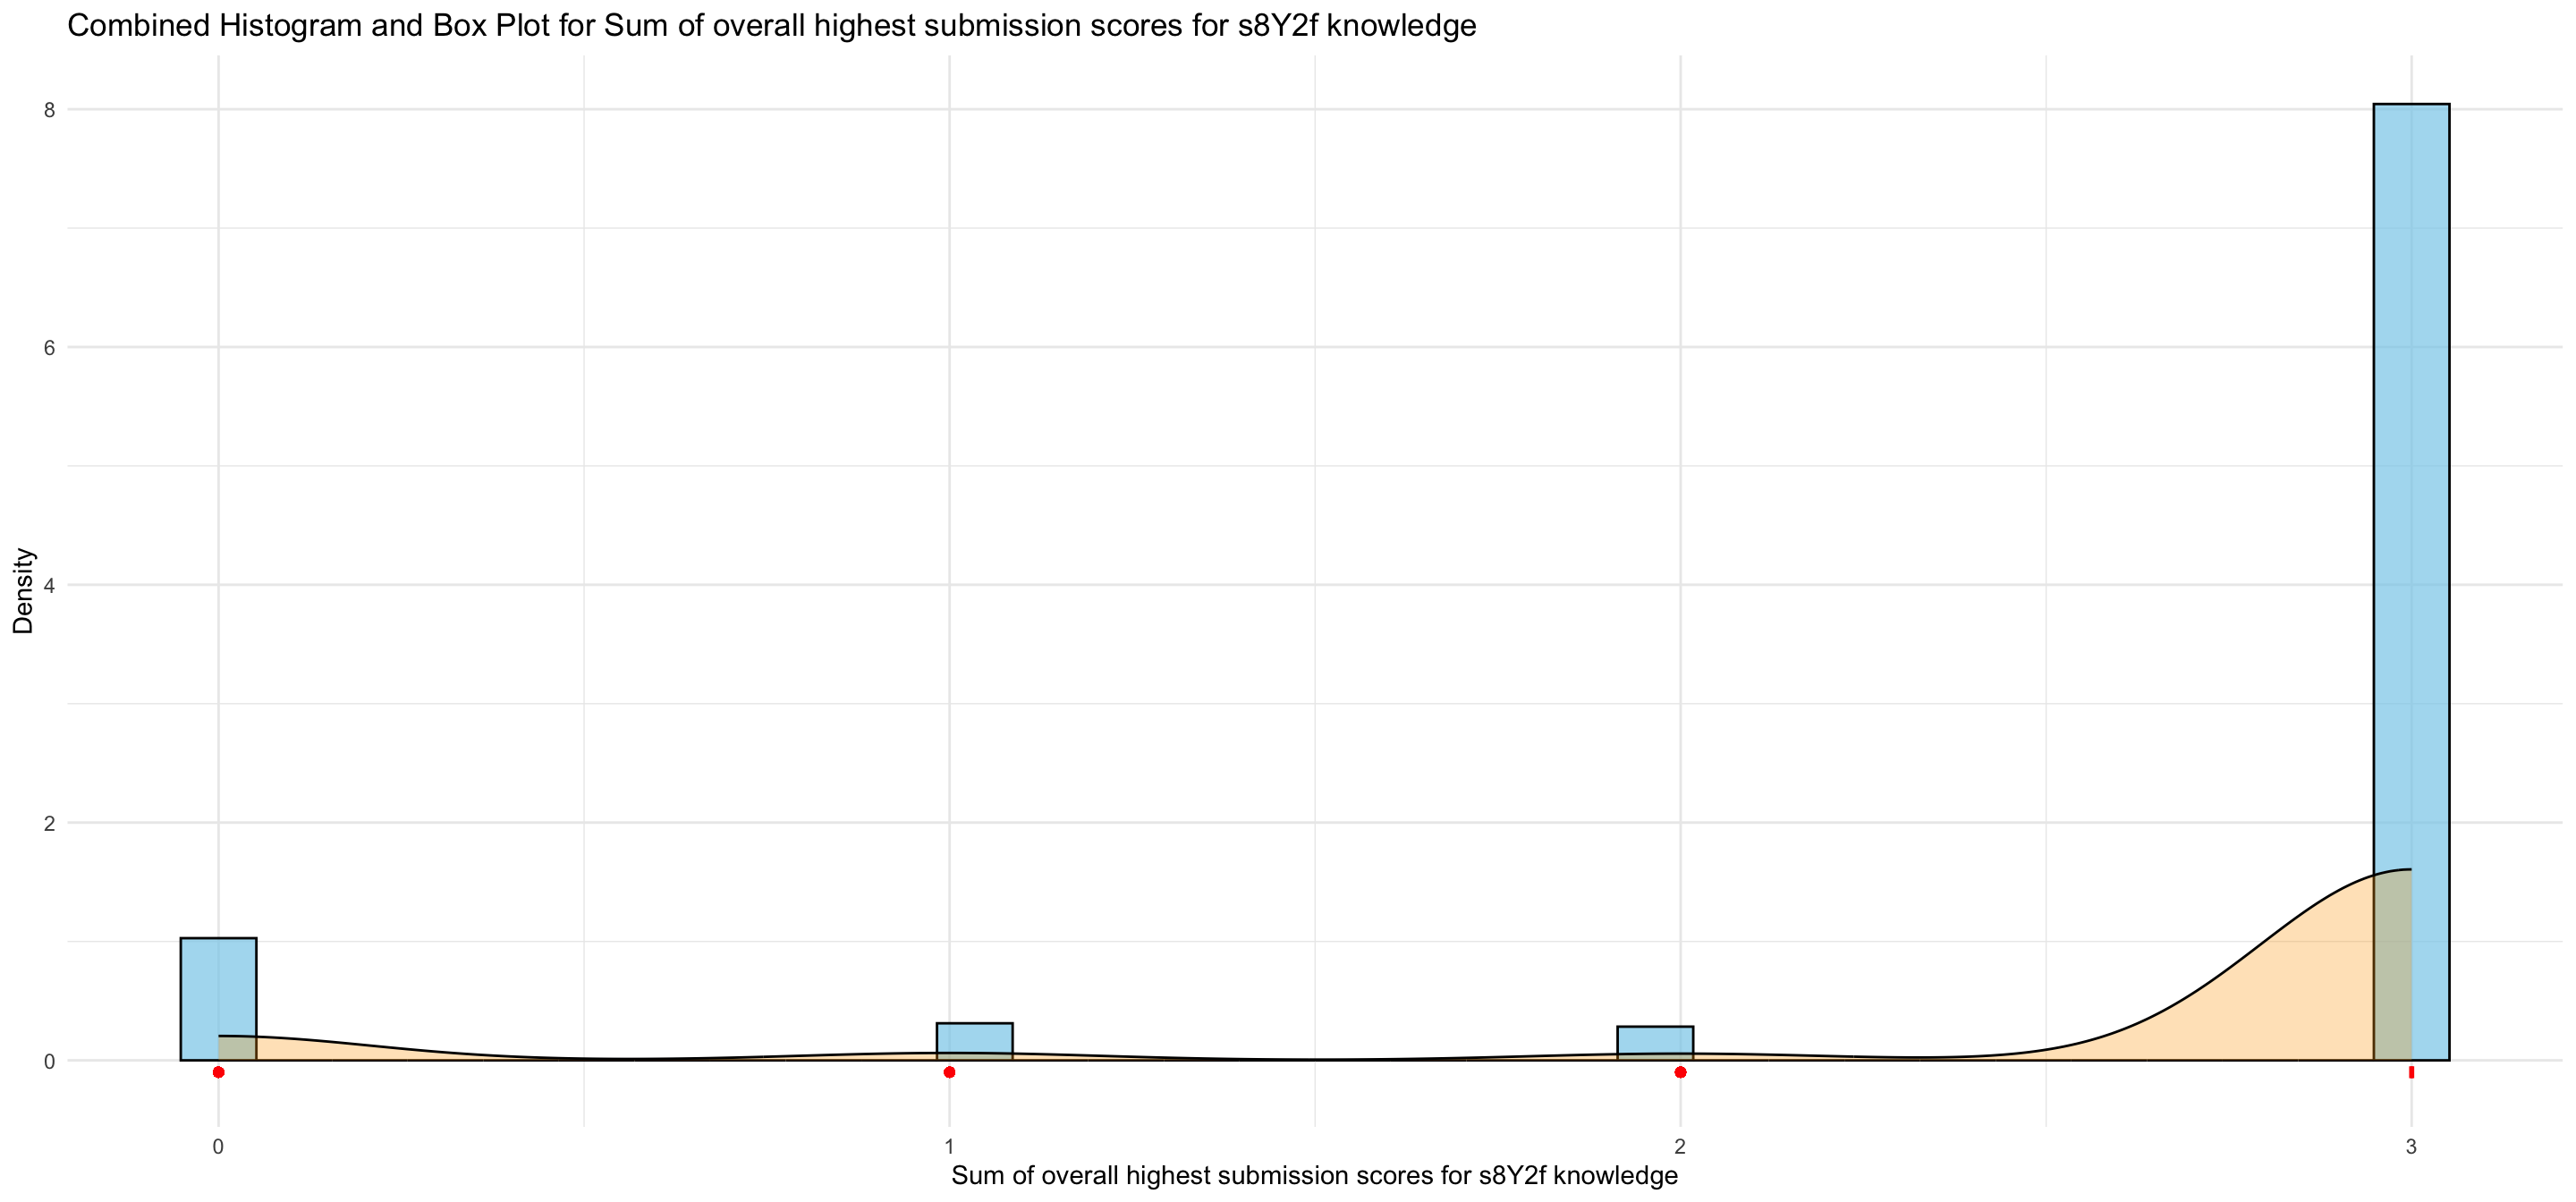 Combined Histogram and Box Plot for Sum of overall highest submission scores for s8Y2f knowledge
8
6
4
2
0
Density
0 1 2 3
Sum of overall highest submission scores for s8Y2f knowledge